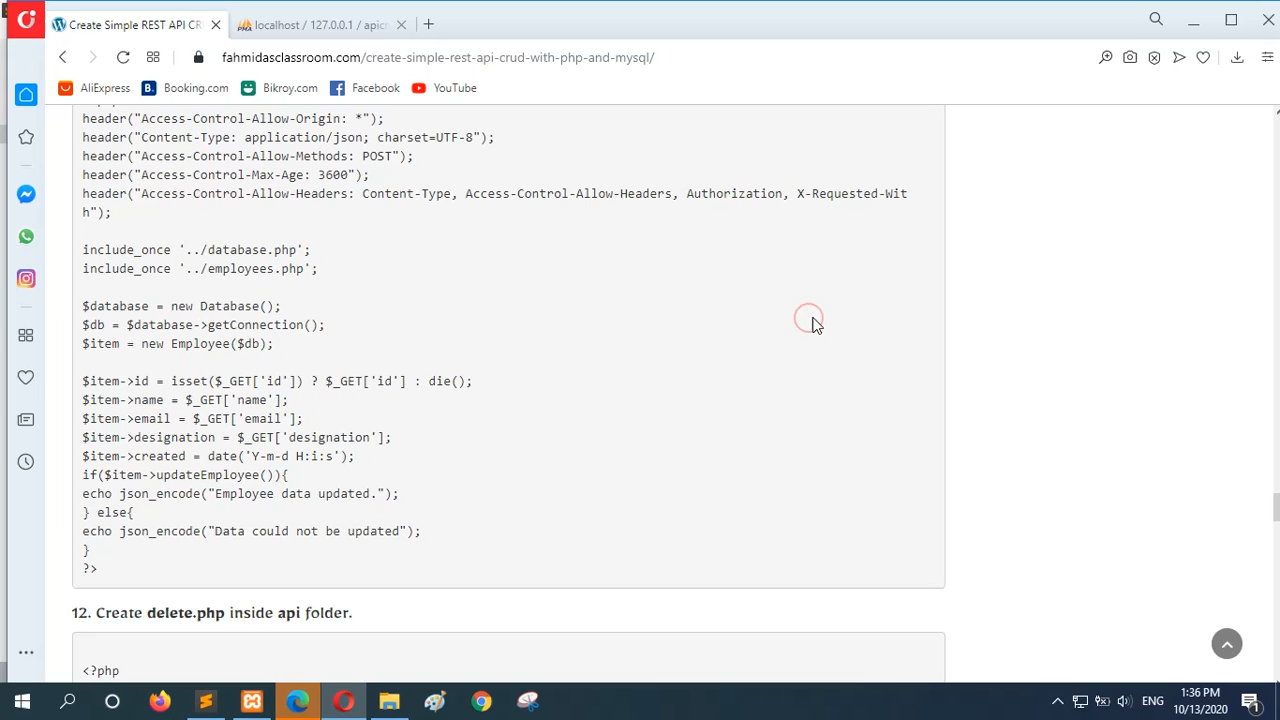 Create Simple REST API CR
localhost / 127.0.0.1 / apicr
fahmidasclassroom.com/create-simple-rest-api-crud-with-php-and-mysql/
AliExpress
Booking.com
Bikroy.com
Facebook
YouTube
header("Access-Control-Allow-Origin: *");
header("Content-Type: application/json; charset=UTF-8");
header("Access-Control-Allow-Methods: POST");
header("Access-Control-Max-Age: 3600");
header("Access-Control-Allow-Headers: Content-Type, Access-Control-Allow-Headers, Authorization, X-Requested-Wit
h");
include_once '../database.php';
include_once '../employees.php';
$database = new Database();
$db = $database->getConnection();
$item = new Employee($db);
$item->id = isset($_GET['id']) ? $_GET['id'] : die();
$item->name = $_GET['name'];
$item->email = $_GET['email'];
$item->designation = $_GET['designation'];
$item->created = date('Y-m-d H:i:s');
if($item->updateEmployee()){
echo json_encode("Employee data updated.");
} else{
echo json_encode("Data could not be updated");
}
?>
12. Create delete.php inside api folder.
<?php
ENG
1:36 PM
10/13/2020
1